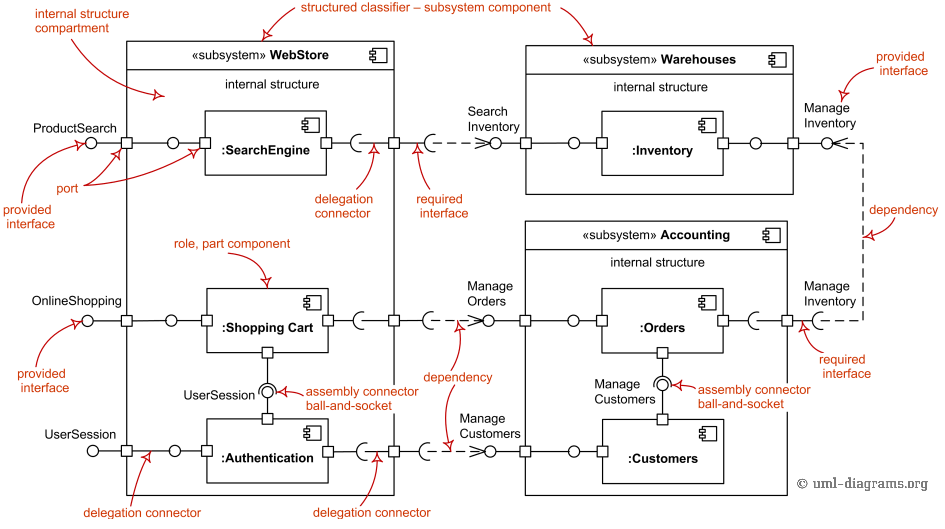 structured classifier – subsystem component
internal structure
compartment
«subsystem» WebStore
internal structure
«subsystem» Warehouses
internal structure
provided
interface
ProductSearch
:SearchEngine
Search
Inventory
:Inventory
Manage
Inventory
port
provided
interface
delegation
connector
required
interface
dependency
role, part component
«subsystem» Accounting
internal structure
OnlineShopping
:Shopping Cart
Manage
Orders
:Orders
Manage
Inventory
provided
interface
dependency
required
interface
UserSession
assembly connector
ball-and-socket
Manage
Customers
assembly connector
ball-and-socket
UserSession
:Authentication
Manage
Customers
:Customers
delegation connector
delegation connector
© uml-diagrams.org